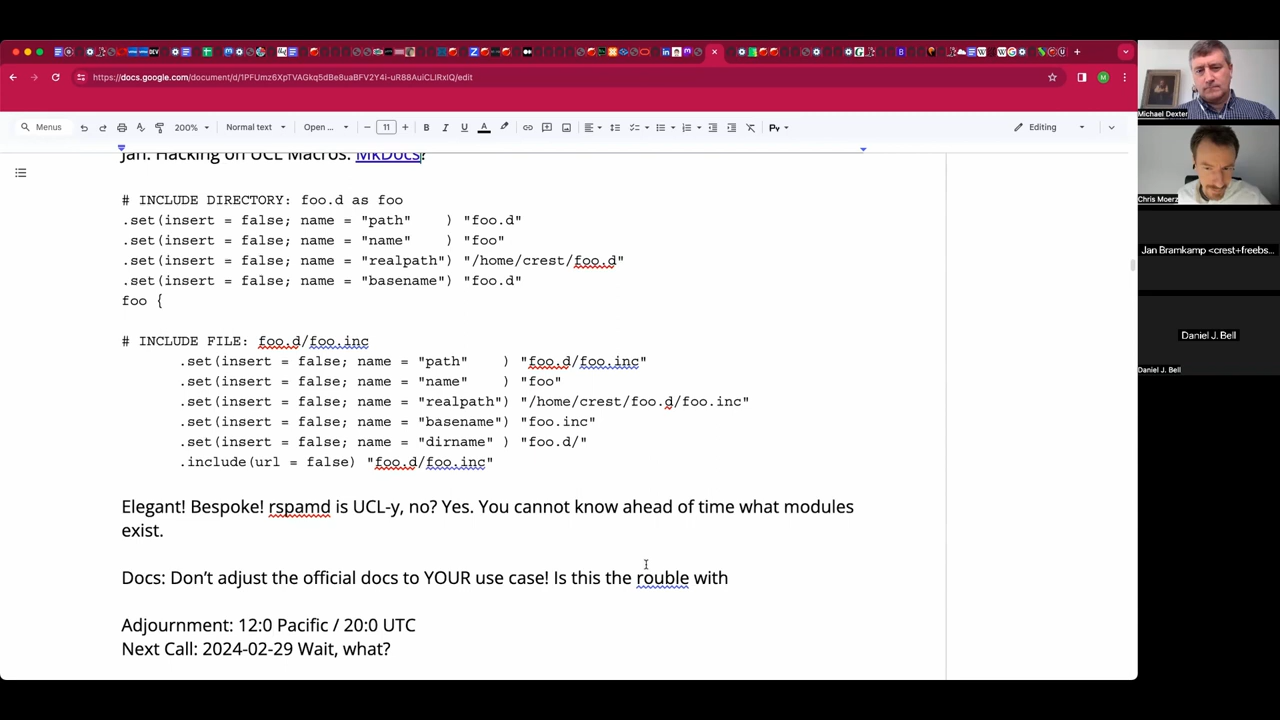 https://docs.google.com/document/d/1PFUmz6XpTVAGkq5dBe8uaBFV2Y4i-uR88AuiCLIRxIQ/edit
M
Menus
200%
Normal text
Open ...
11
Editing
Jan: Hacking on UCL Macros. MkDocs?
# INCLUDE DIRECTORY: foo.d as foo
.set(insert = false; name = "path" ) "foo.d"
.set(insert = false; name = "name" ) "foo"
.set(insert = false; name = "realpath") "/home/crest/foo.d"
.set(insert = false; name = "basename") "foo.d"
foo {
# INCLUDE FILE: foo.d/foo.inc
.set(insert = false; name = "path" ) "foo.d/foo.inc"
.set(insert = false; name = "name" ) "foo"
.set(insert = false; name = "realpath") "/home/crest/foo.d/foo.inc"
.set(insert = false; name = "basename") "foo.inc"
.set(insert = false; name = "dirname" ) "foo.d/"
.include(url = false) "foo.d/foo.inc"
Elegant! Bespoke! rspamd is UCL-y, no? Yes. You cannot know ahead of time what modules
exist.
Docs: Don't adjust the official docs to YOUR use case! Is this the rouble with
Adjournment: 12:0 Pacific / 20:0 UTC
Next Call: 2024-02-29 Wait, what?
Michael Dexter
Chris Moerz
Jan Bramkamp <crest+freebs...
Daniel J. Bell
Daniel J. Bell